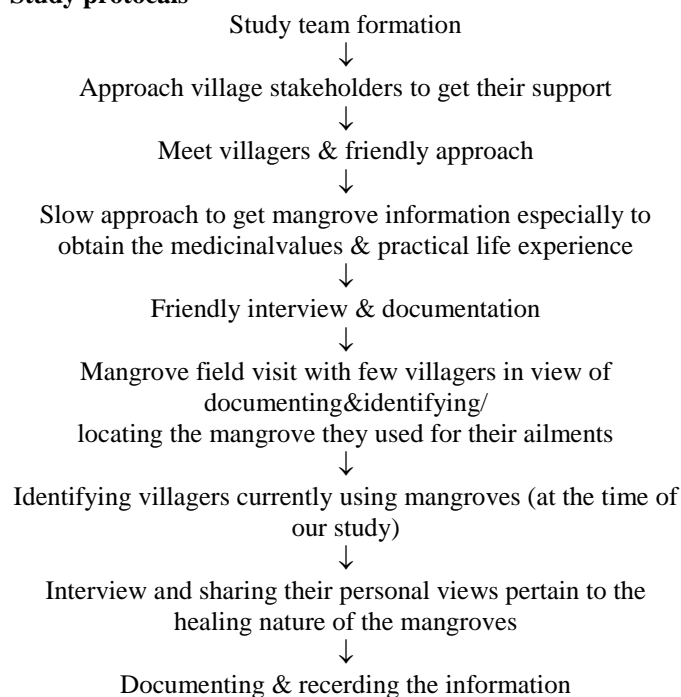 Study protocals
Study team formation
↓
Approach village stakeholders to get their support
↓
Meet villagers & friendly approach
↓
Slow approach to get mangrove information especially to
obtain the medicinalvalues & practical life experience
↓
Friendly interview & documentation
↓
Mangrove field visit with few villagers in view of
documenting&identifying/
locating the mangrove they used for their ailments
↓
Identifying villagers currently using mangroves (at the time of
our study)
↓
Interview and sharing their personal views pertain to the
healing nature of the mangroves
↓
Documenting & recerding the information